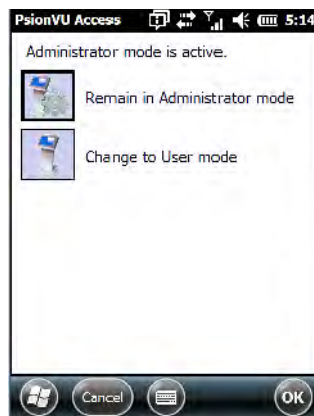 PsionVU Access 5:14
Administrator mode is active.
Remain in Administrator mode
Change to User mode
Cancel OK